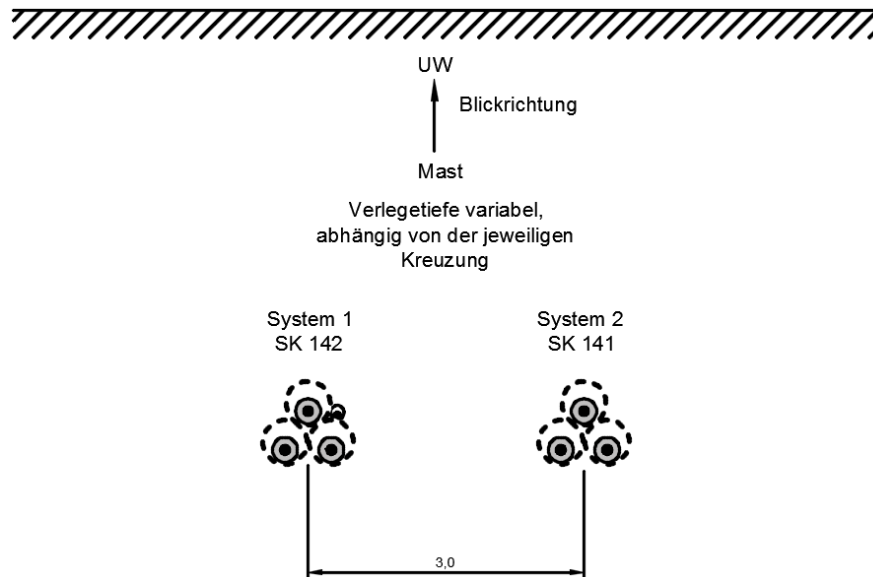 UW
Blickrichtung
Mast
Verlegetiefe variabel,
abhängig von der jeweiligen
Kreuzung
System 1
SK 142
System 2
SK 141
3,0